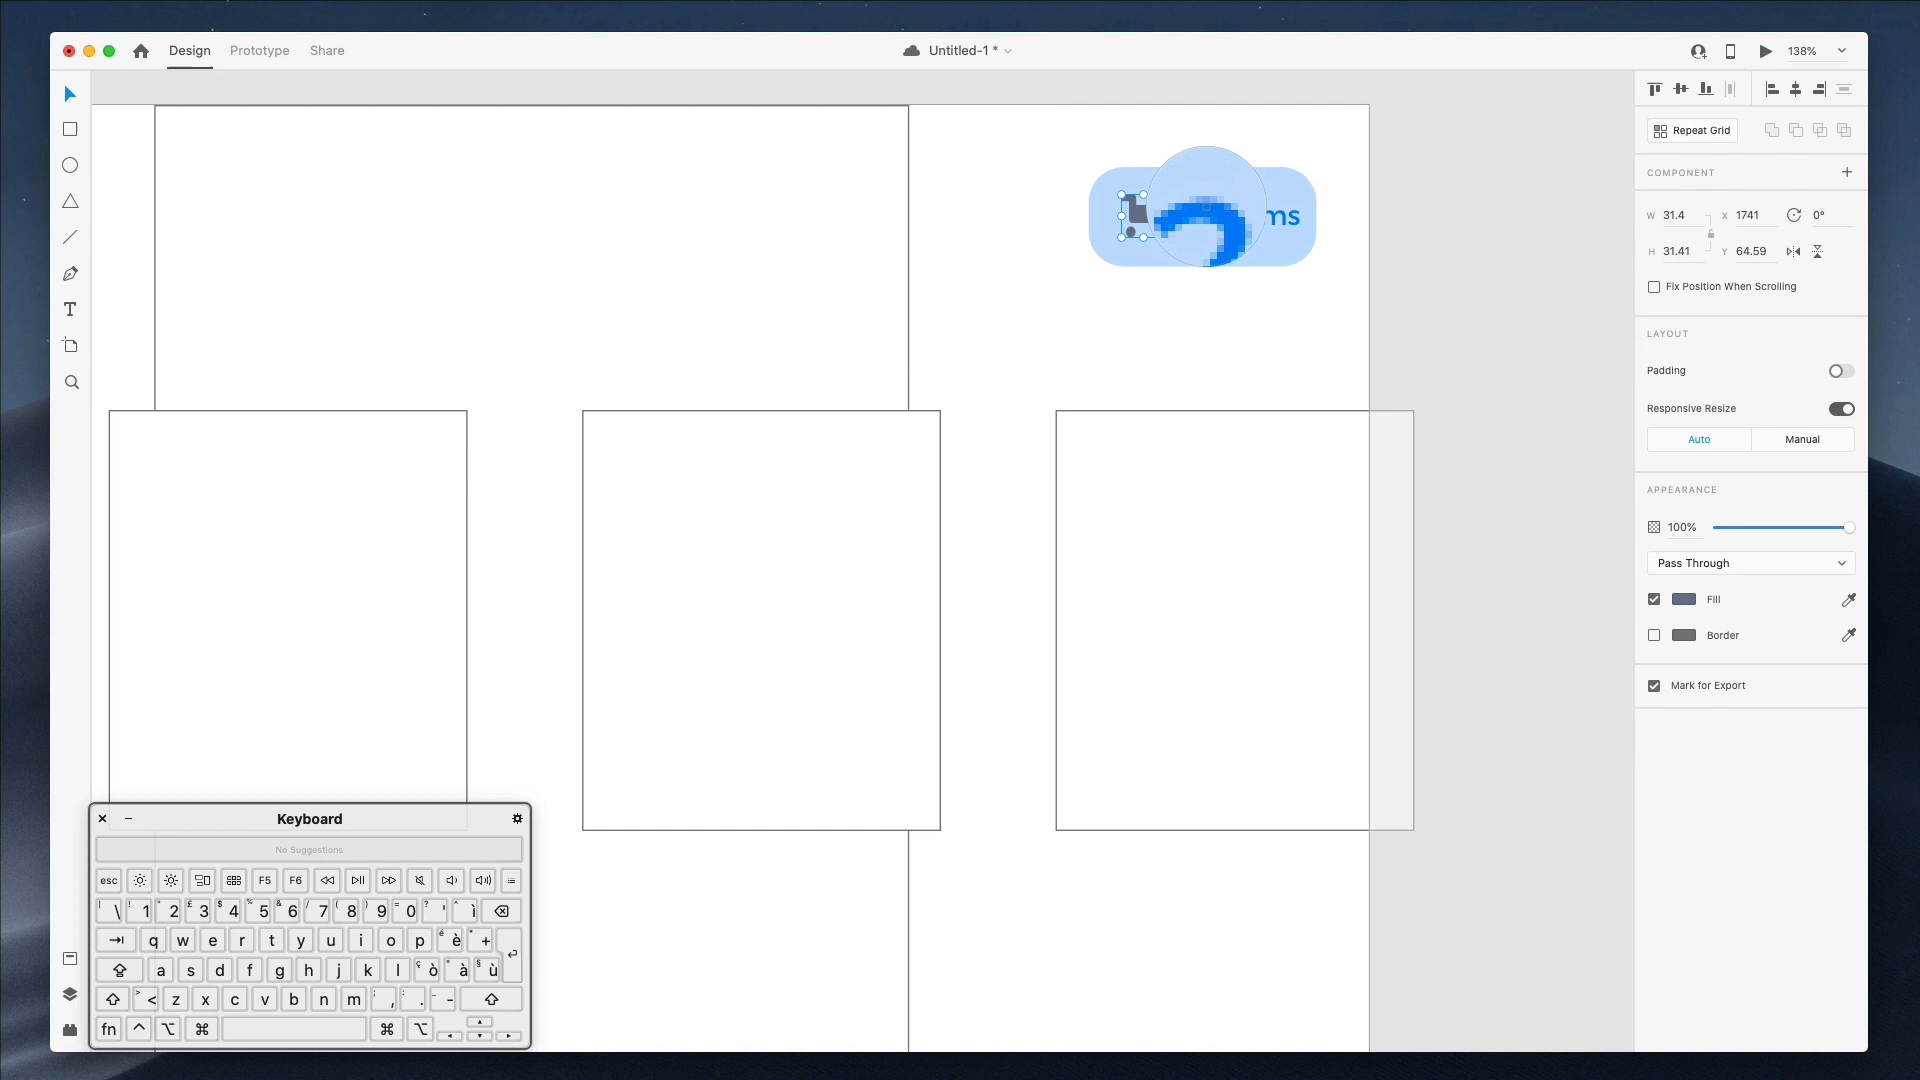 Design Prototype Share Untitled-1 * 138%
Repeat Grid
COMPONENT
W 31.4 X 1741 0°
H 31.41 Y 64.59
Fix Position When Scrolling
LAYOUT
Padding
Responsive Resize
Auto Manual
APPEARANCE
100%
Pass Through
Fill
Border
Mark for Export
ms
Keyboard
No Suggestions
esc F5 F6
| \ ! 1 " 2 £ 3 $ 4 % 5 & 6 / 7 ( 8 ) 9 = 0 ? ' ^ ì
q w e r t y u i o p é è * +
a s d f g h j k l ç ò ° à § ù
> < z x c v b n m ; , : . _ -
fn ^ ⌥ ⌘ ⌘ ⌥